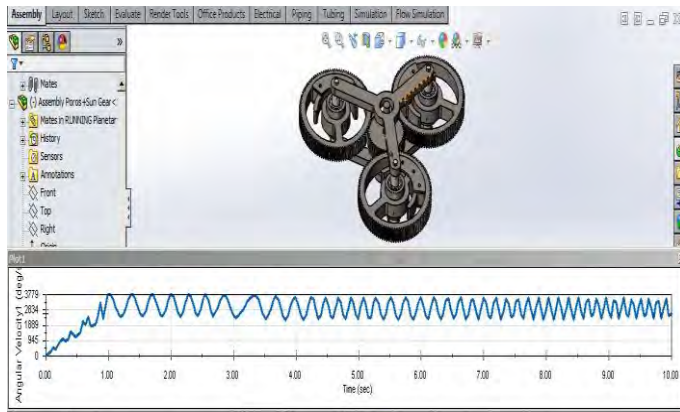 Assembly Layout Sketch Evaluate Render Tools Office Products Electrical Piping Tubing Simulation Flow Simulation
Mates
(-) Assembly Poros+Sun Gear<
Mates in RUNNING Planetar
History
Sensors
Annotations
Front
Top
Right
Origin
Plot1
Angular Velocity1 (deg/
3779
2834
1889
945
0
0.00 1.00 2.00 3.00 4.00 5.00 6.00 7.00 8.00 9.00 10.00
Time (sec)